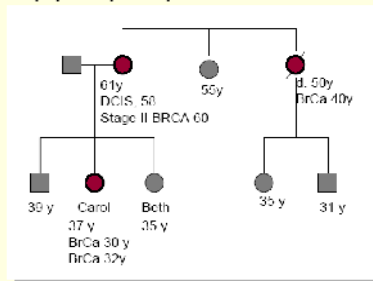 61y
DCIS, 58
Stage II BRCA 60
55y
d. 50y
BrCa 40y
39 y
Carol
37 y
BrCa 30 y
BrCa 32y
Beth
35 y
35 y
31 y